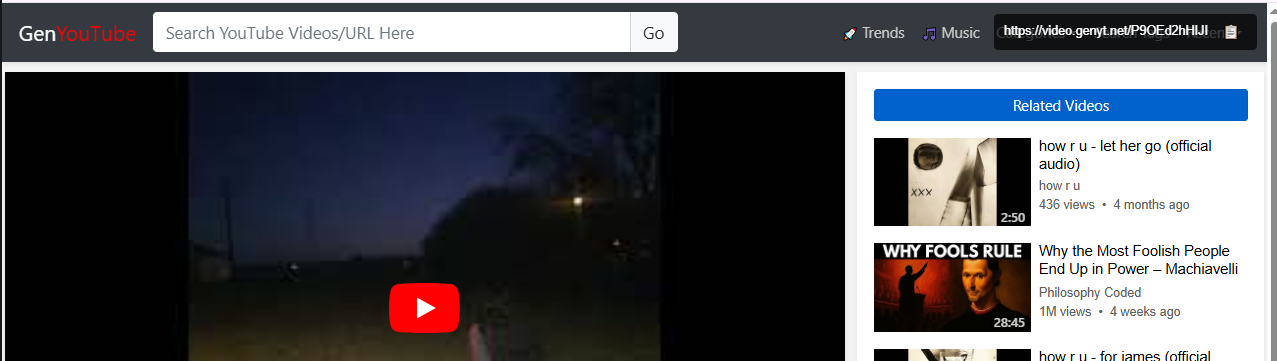 GenYouTube
Search YouTube Videos/URL Here
Go
🚀 Trends
🎵 Music
https://video.genyt.net/P9OEd2hHIJI 📋
Related Videos
how r u - let her go (official
audio)
how r u
436 views • 4 months ago
XXX
2:50
WHY FOOLS RULE
28:45
Why the Most Foolish People
End Up in Power – Machiavelli
Philosophy Coded
1M views • 4 weeks ago
how r u - for james (official